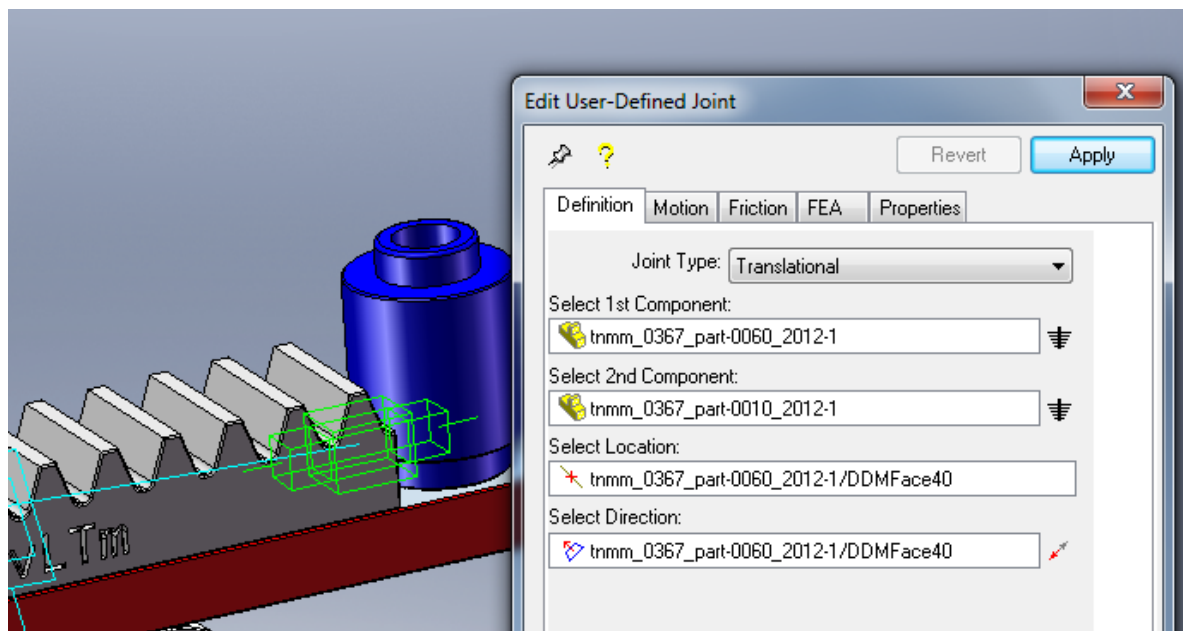 Edit User-Defined Joint
x
?
Revert
Apply
Definition
Motion
Friction
FEA
Properties
Joint Type:
Translational
Select 1st Component:
tnmm_0367_part-0060_2012-1
Select 2nd Component:
tnmm_0367_part-0010_2012-1
Select Location:
tnmm_0367_part-0060_2012-1/DDMFace40
Select Direction:
tnmm_0367_part-0060_2012-1/DDMFace40
LTm